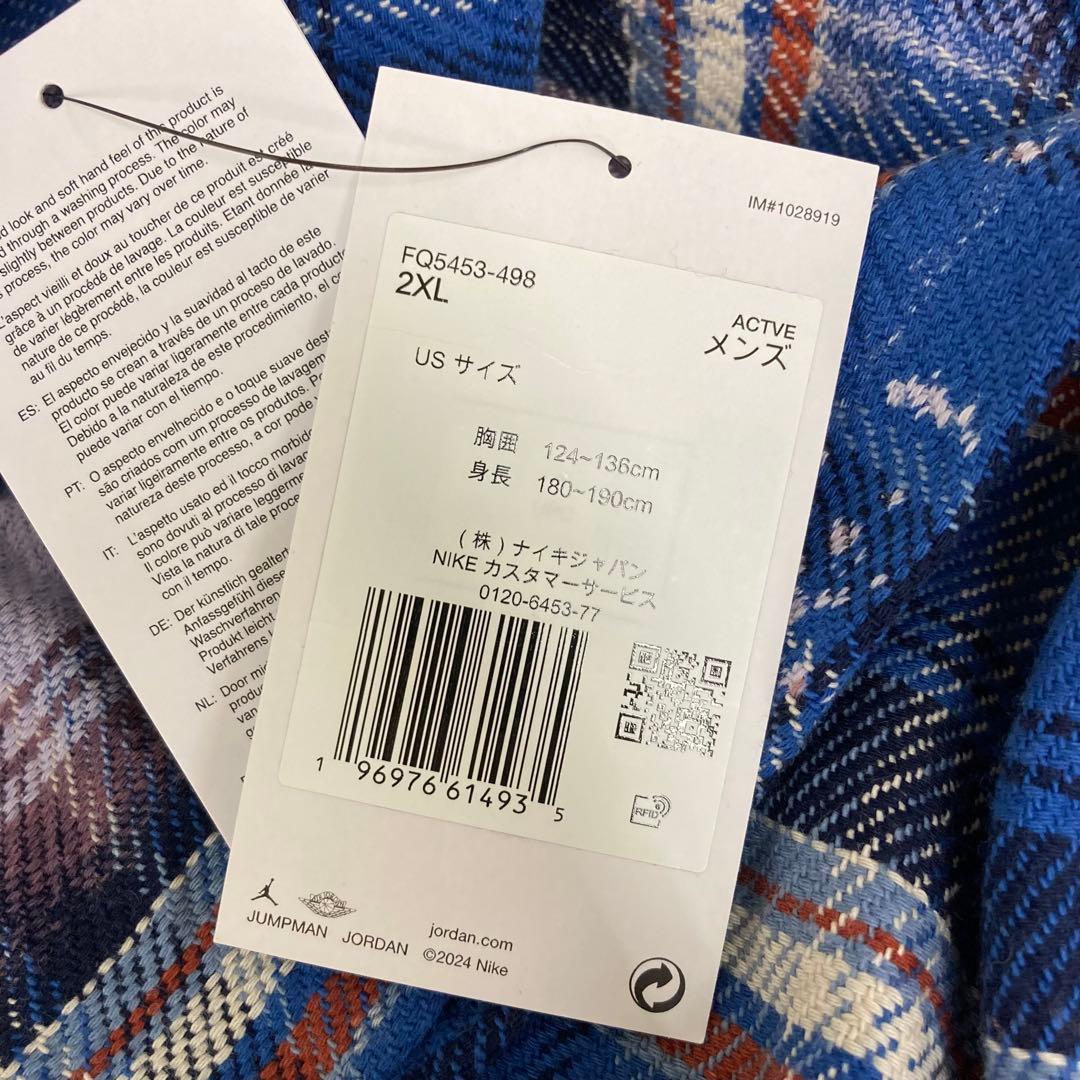 d look and soft hand feel of this product is
d through a washing process. The color may
slightly between products. Due to the nature of
process, the color may vary over time.
L'aspect vieilli et doux au toucher de ce produit est créé
grâce à un procédé de lavage. La couleur est susceptible
de varier légèrement entre les produits. Etant donnée la
nature de ce procédé, la couleur est susceptible de varier
au fil du temps.
ES: El aspecto envejecido y la suavidad al tacto de este
producto se crean a través de un proceso de lavado.
El color puede variar ligeramente entre cada producto
Debido a la naturaleza de este procedimiento, el c
puede variar con el tiempo.
PT: O aspecto envelhecido e o toque suave dest
são criados com um processo de lavagem
variar ligeiramente entre os produtos. P
natureza deste processo, a cor pode v
IT: L'aspetto usato ed il tocco morbid
sono dovuti al processo di lava
Il colore può variare leggerme
Vista la natura di tale proc
con il tempo.
DE: Der künstlich gealtert
Anfassgefühl diese
Waschverfahren
Produkt leicht
Verfahrens
NL: Door mi
produ
van
IM#1028919
FQ5453-498
2XL
ACTVE
メンズ
US サイズ
胸囲 124~136cm
身長 180~190cm
(株)ナイキジャパン
NIKE カスタマーサービス
0120-6453-77
1 96976 61493 5
RFID
JUMPMAN JORDAN
jordan.com
©2024 Nike